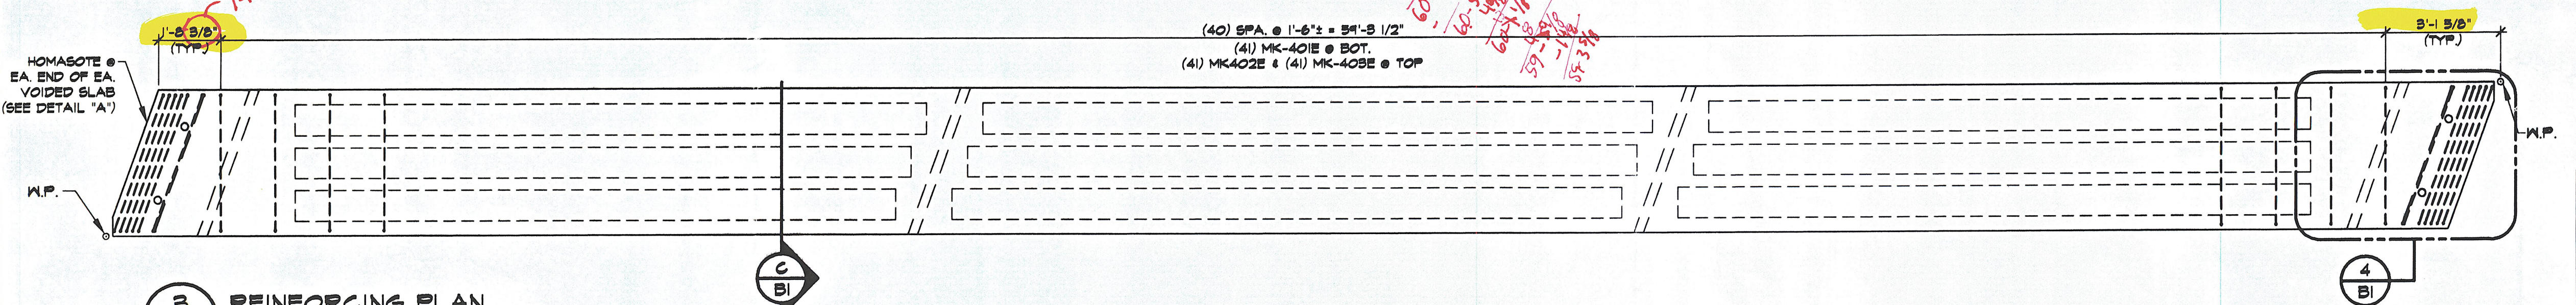 1'-8 3/8"
(TYP.)
(40) SPA. @ 1'-6"± = 59'-3 1/2"
(41) MK-401E @ BOT.
(41) MK402E & (41) MK-403E @ TOP
3'-1 5/8"
(TYP.)
HOMASOTE @
EA. END OF EA.
VOIDED SLAB
(SEE DETAIL "A")
W.P.
W.P.
C
B1
4
B1
3 REINFORCING PLAN